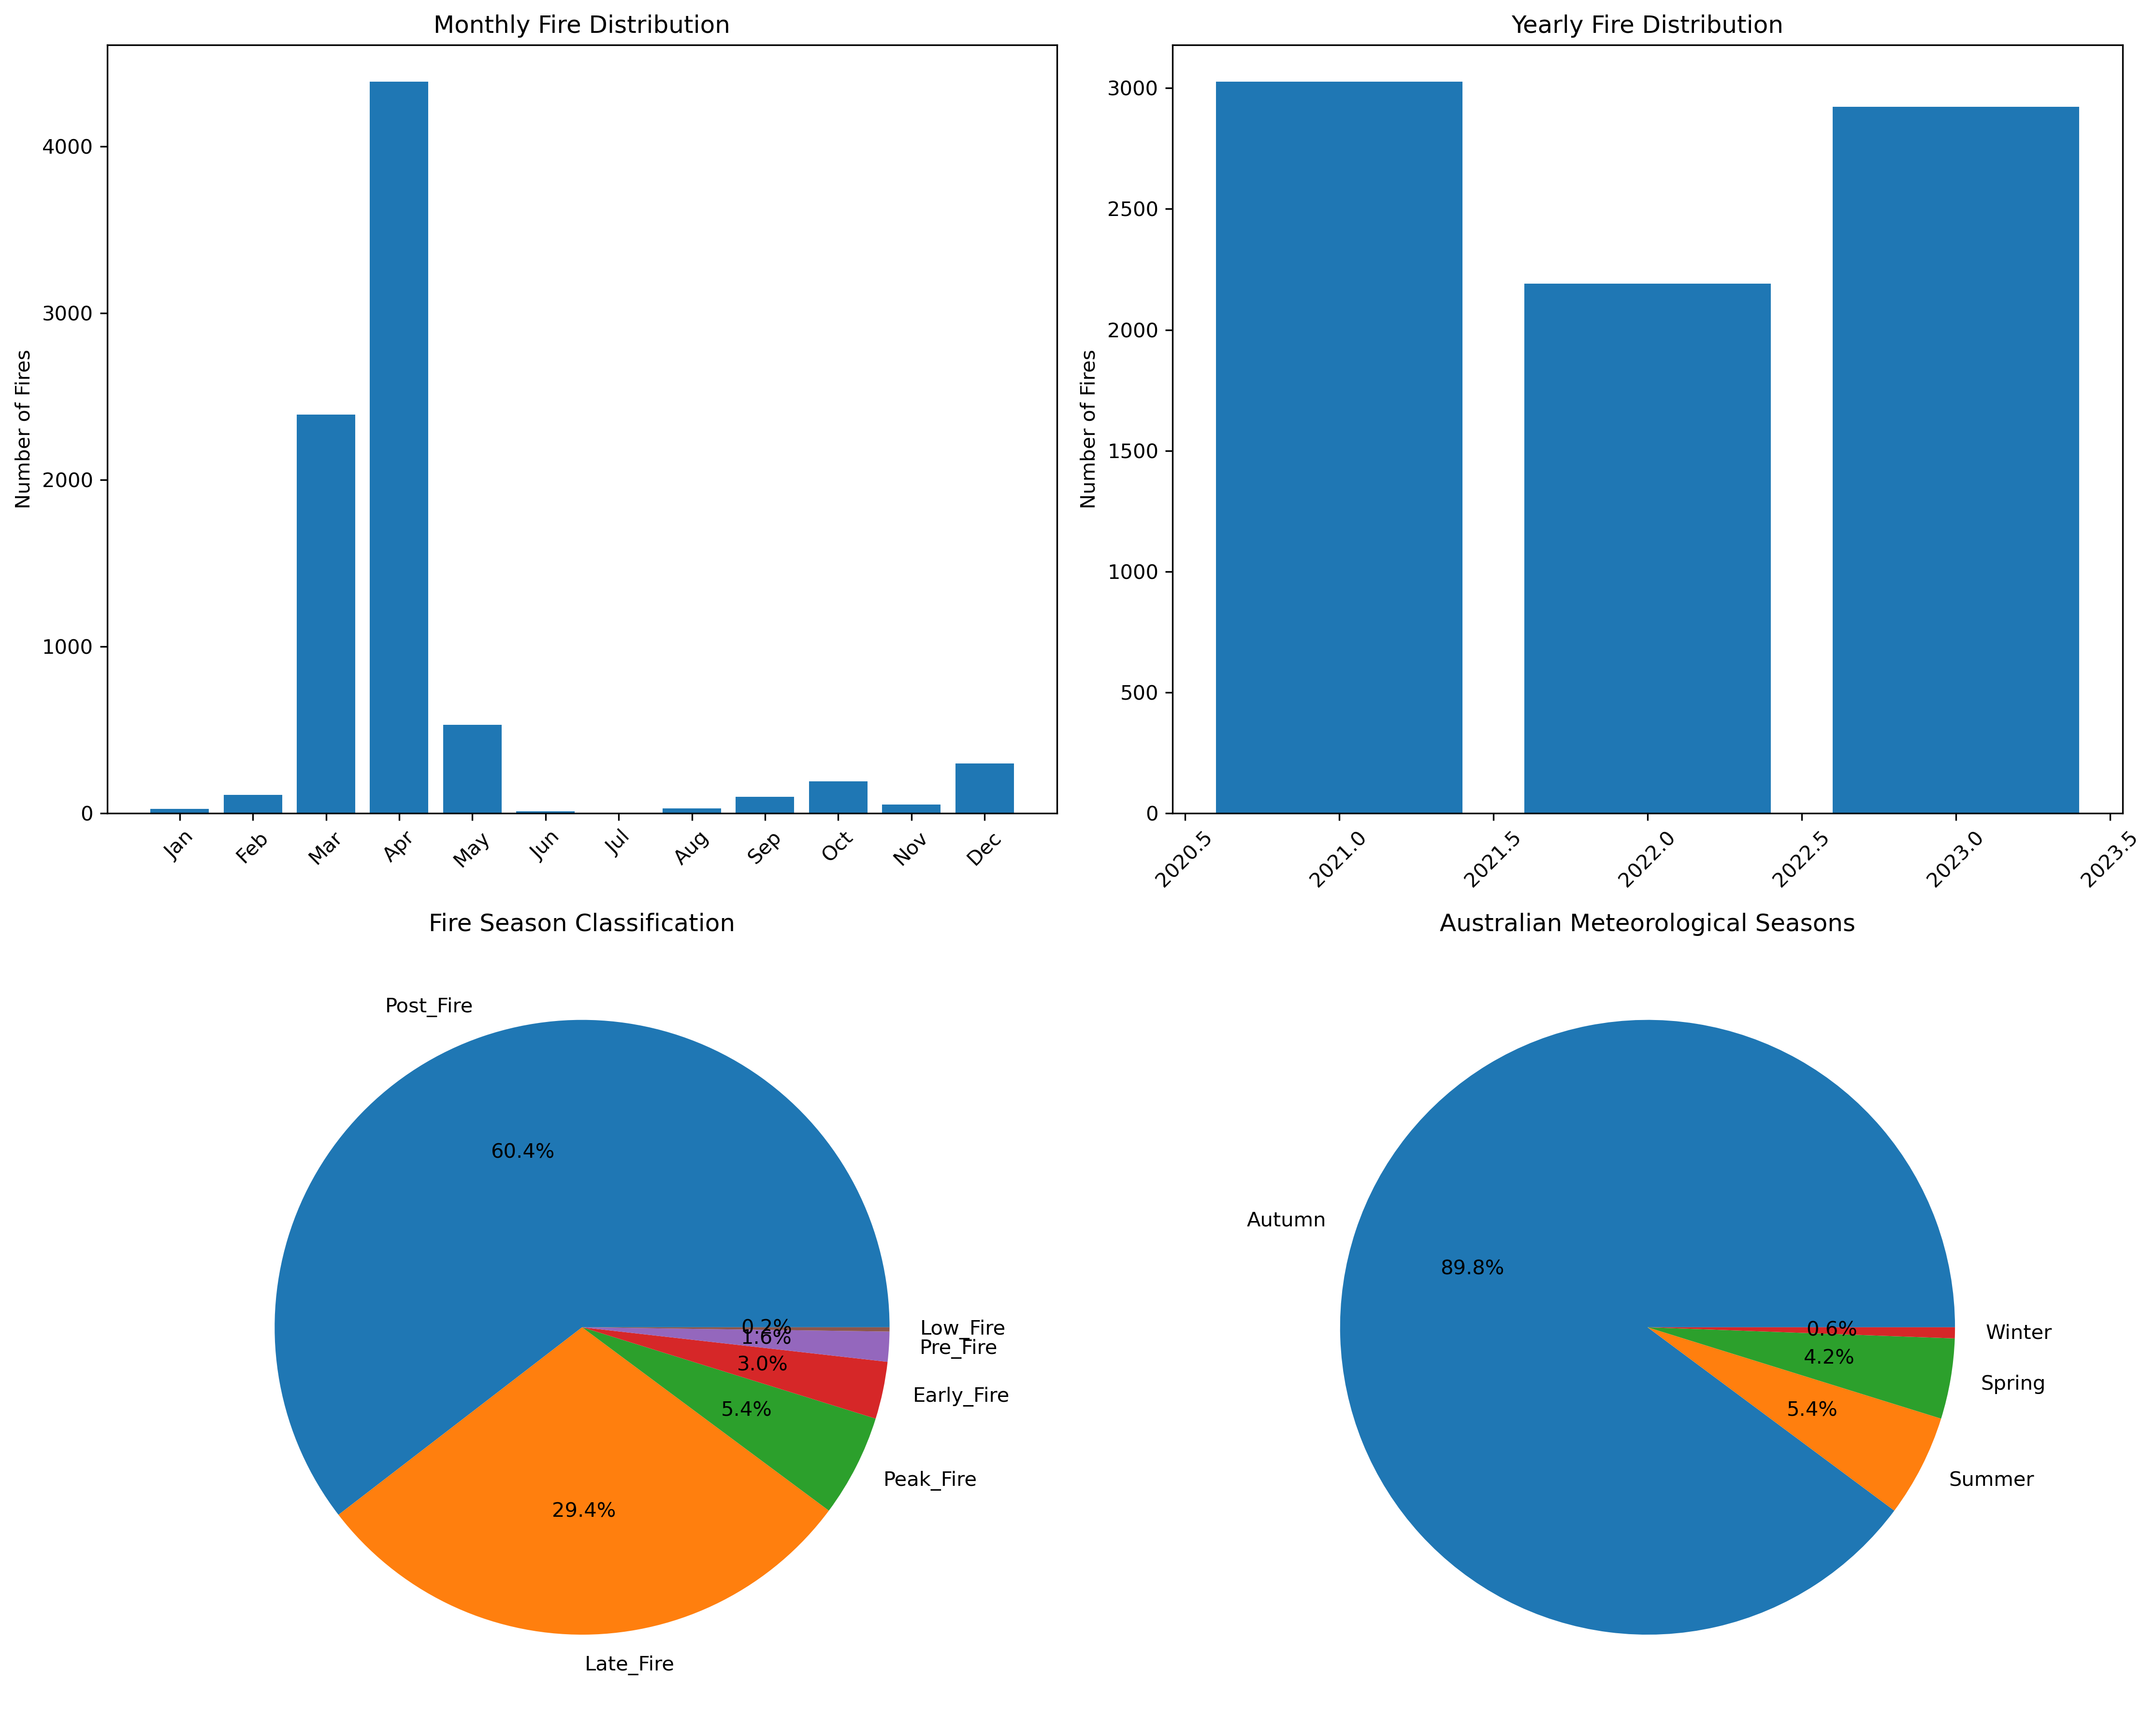 Monthly Fire Distribution
Number of Fires
4000
3000
2000
1000
0
Jan
Feb
Mar
Apr
May
Jun
Jul
Aug
Sep
Oct
Nov
Dec
Yearly Fire Distribution
Number of Fires
3000
2500
2000
1500
1000
500
0
2020.5
2021.0
2021.5
2022.0
2022.5
2023.0
2023.5
Fire Season Classification
Post_Fire
60.4%
0.2%
Low_Fire
1.6%
Pre_Fire
3.0%
Early_Fire
5.4%
Peak_Fire
29.4%
Late_Fire
Australian Meteorological Seasons
Autumn
89.8%
0.6%
Winter
4.2%
Spring
5.4%
Summer